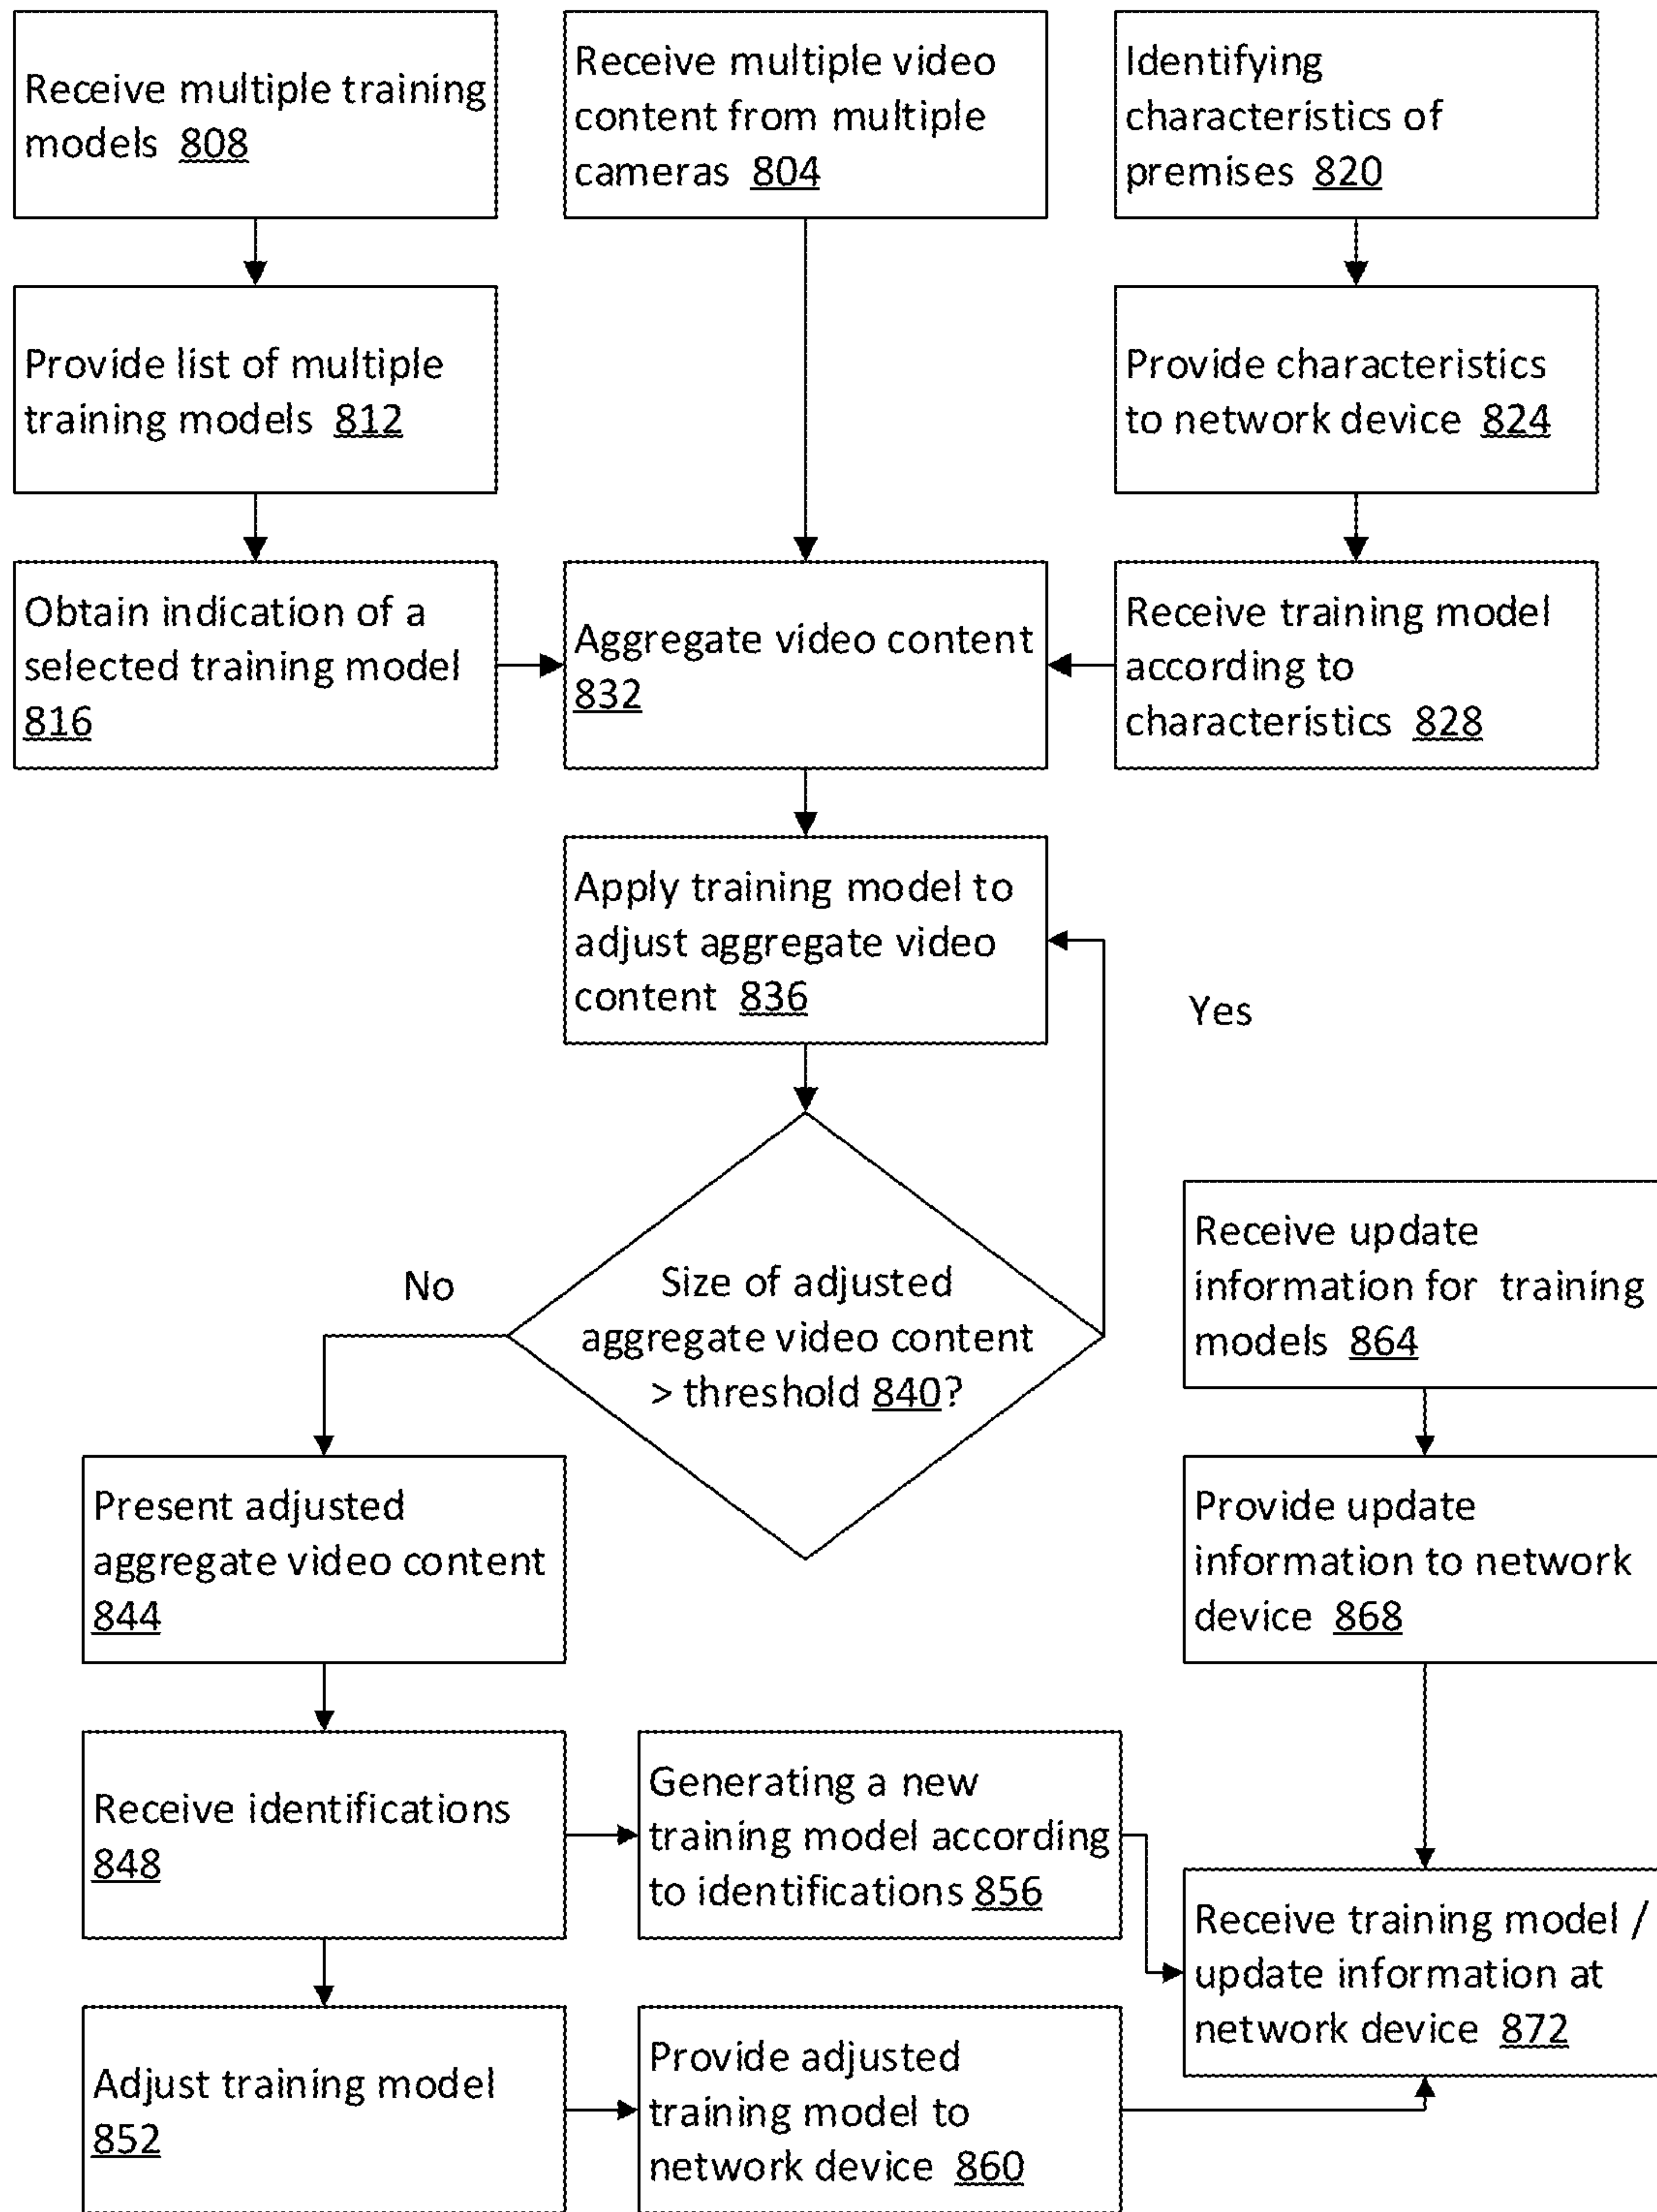 Receive multiple training
models 808
Receive multiple video
content from multiple
cameras 804
Identifying
characteristics of
premises 820
Provide list of multiple
training models 812
Provide characteristics
to network device 824
Obtain indication of a
selected training model
816
Aggregate video content
832
Receive training model
according to
characteristics 828
Apply training model to
adjust aggregate video
content 836
Yes
No
Size of adjusted
aggregate video content
> threshold 840?
Receive update
information for training
models 864
Present adjusted
aggregate video content
844
Provide update
information to network
device 868
Receive identifications
848
Generating a new
training model according
to identifications 856
Receive training model /
update information at
network device 872
Adjust training model
852
Provide adjusted
training model to
network device 860